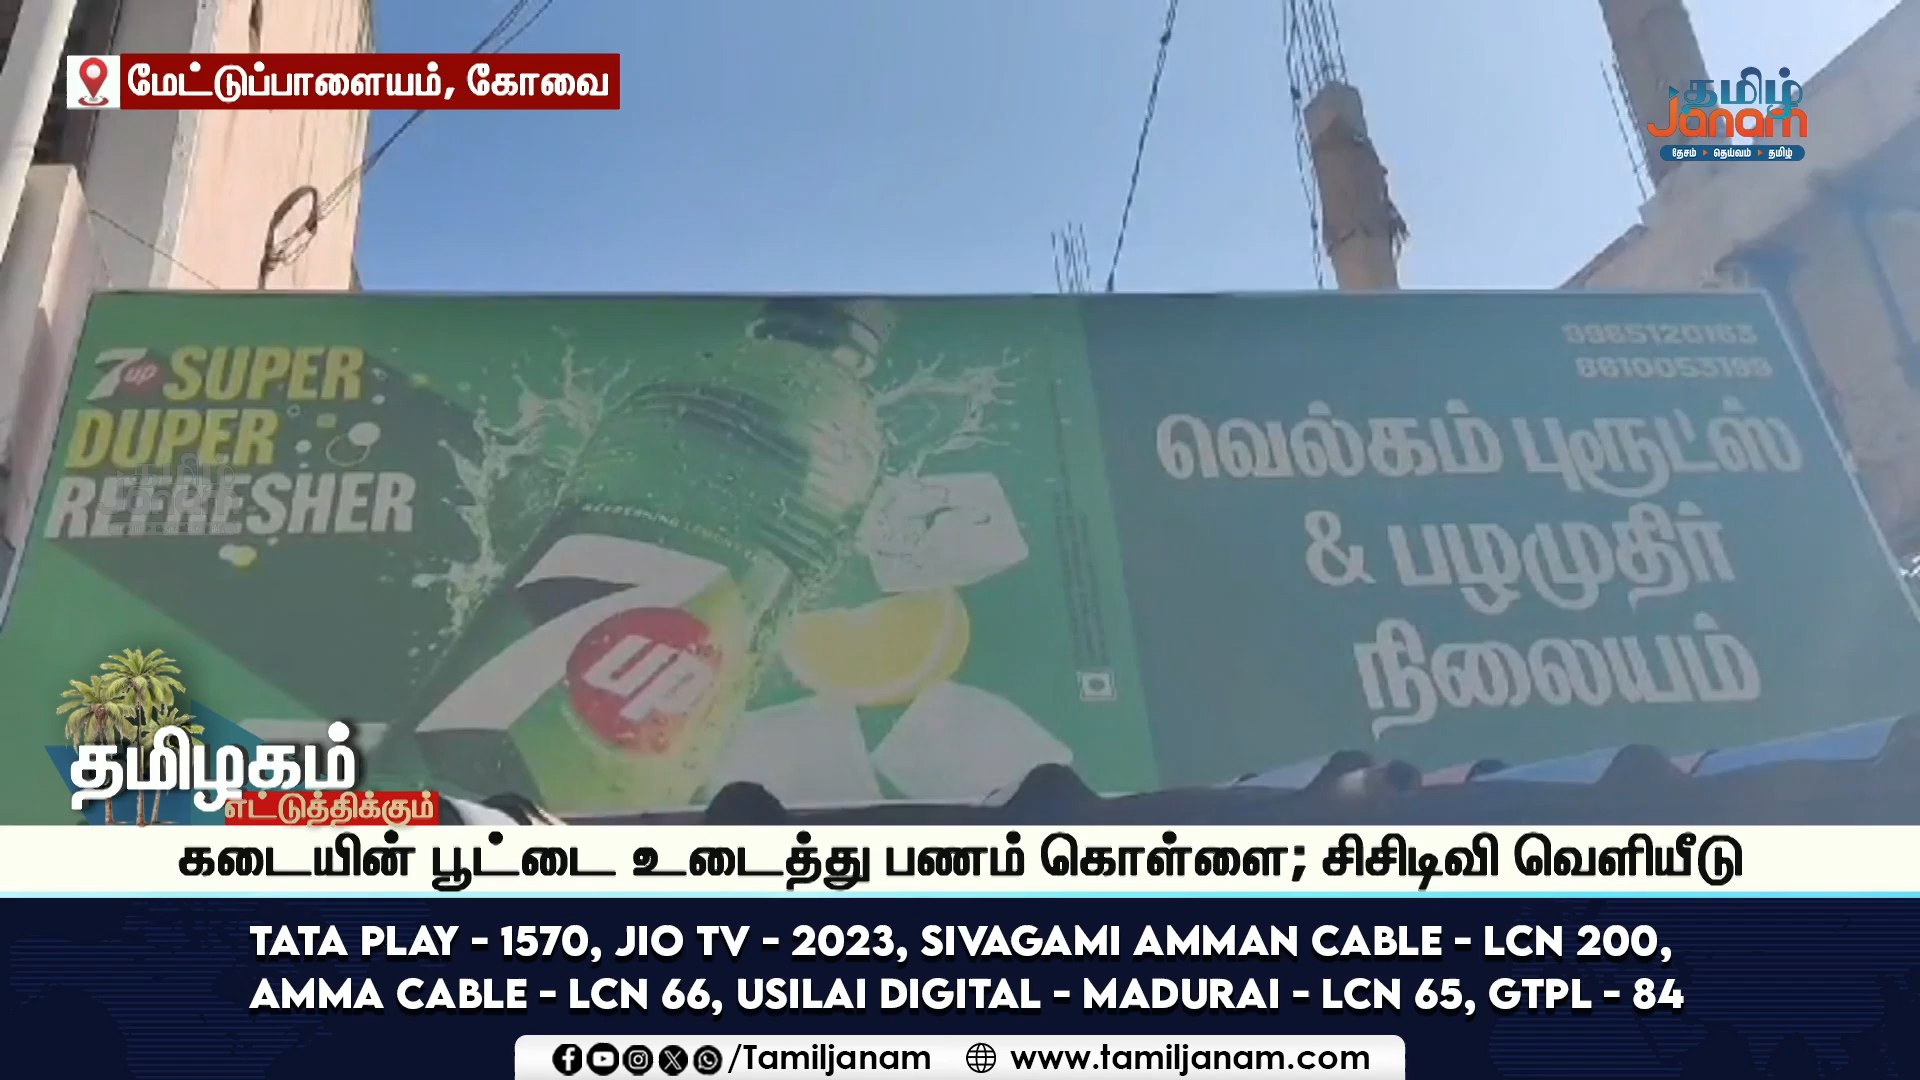 மேட்டுப்பாளையம், கோவை
தமிழ்
Janam
தேசம் ▸ தெய்வம் ▸ தமிழ்
7up SUPER
DUPER
REFRESHER
7up
8610053199
வெல்கம் புரூட்ஸ்
& பழமுதிர்
நிலையம்
தமிழகம்
எட்டுத்திக்கும்
கடையின் பூட்டை உடைத்து பணம் கொள்ளை; சிசிடிவி வெளியீடு
TATA PLAY - 1570, JIO TV - 2023, SIVAGAMI AMMAN CABLE - LCN 200,
AMMA CABLE - LCN 66, USILAI DIGITAL - MADURAI - LCN 65, GTPL - 84
/Tamiljanam www.tamiljanam.com